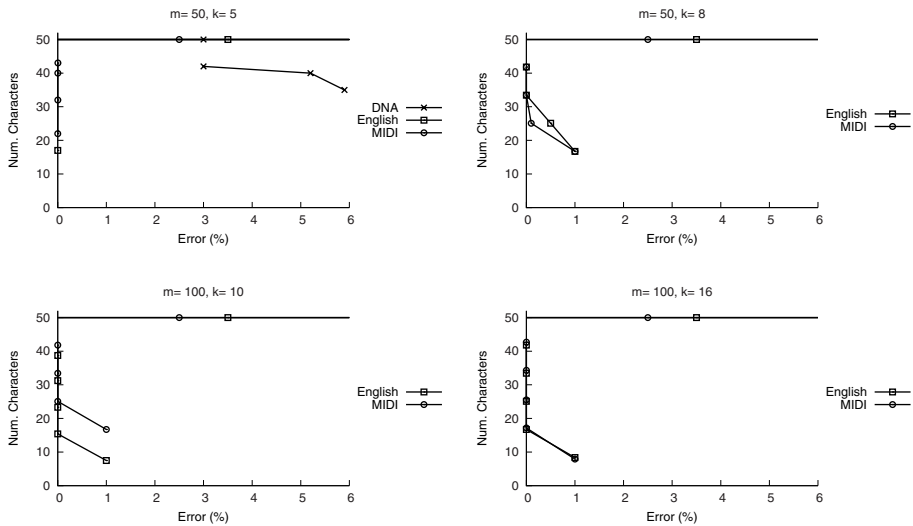 m= 50, k= 5
Num. Characters
50
40
30
20
10
0
0 1 2 3 4 5 6
Error (%)
DNA
English
MIDI
m= 50, k= 8
Num. Characters
50
40
30
20
10
0
0 1 2 3 4 5 6
Error (%)
English
MIDI
m= 100, k= 10
Num. Characters
50
40
30
20
10
0
0 1 2 3 4 5 6
Error (%)
English
MIDI
m= 100, k= 16
Num. Characters
50
40
30
20
10
0
0 1 2 3 4 5 6
Error (%)
English
MIDI